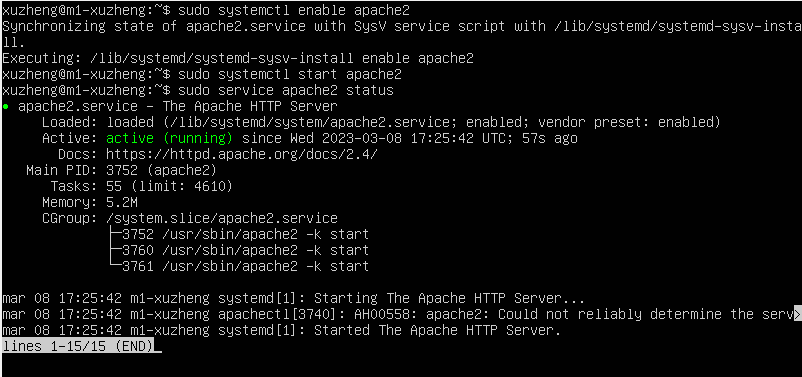 xuzheng@m1-xuzheng:~$ sudo systemctl enable apache2
Synchronizing state of apache2.service with SysV service script with /lib/systemd/systemd-sysv-insta
ll.
Executing: /lib/systemd/systemd-sysv-install enable apache2
xuzheng@m1-xuzheng:~$ sudo systemctl start apache2
xuzheng@m1-xuzheng:~$ sudo service apache2 status
● apache2.service – The Apache HTTP Server
     Loaded: loaded (/lib/systemd/system/apache2.service; enabled; vendor preset: enabled)
     Active: active (running) since Wed 2023-03-08 17:25:42 UTC; 57s ago
       Docs: https://httpd.apache.org/docs/2.4/
   Main PID: 3752 (apache2)
      Tasks: 55 (limit: 4610)
     Memory: 5.2M
     CGroup: /system.slice/apache2.service
             ├─3752 /usr/sbin/apache2 -k start
             ├─3760 /usr/sbin/apache2 -k start
             └─3761 /usr/sbin/apache2 -k start
mar 08 17:25:42 m1-xuzheng systemd[1]: Starting The Apache HTTP Server...
mar 08 17:25:42 m1-xuzheng apachectl[3740]: AH00558: apache2: Could not reliably determine the serv>
mar 08 17:25:42 m1-xuzheng systemd[1]: Started The Apache HTTP Server.
lines 1-15/15 (END)